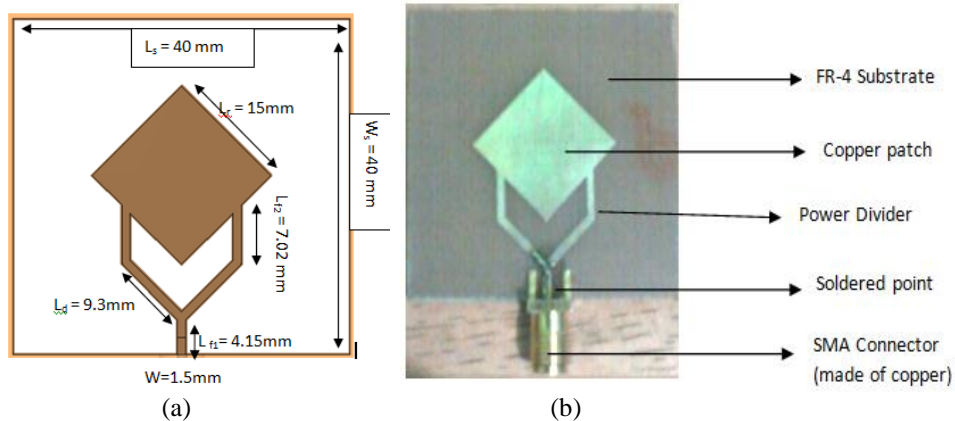 Ls = 40 mm
Lr = 15mm
Ws = 40 mm
Lf2 = 7.02 mm
Ld = 9.3mm
L f1= 4.15mm
W=1.5mm
(a)
FR-4 Substrate
Copper patch
Power Divider
Soldered point
SMA Connector
(made of copper)
(b)